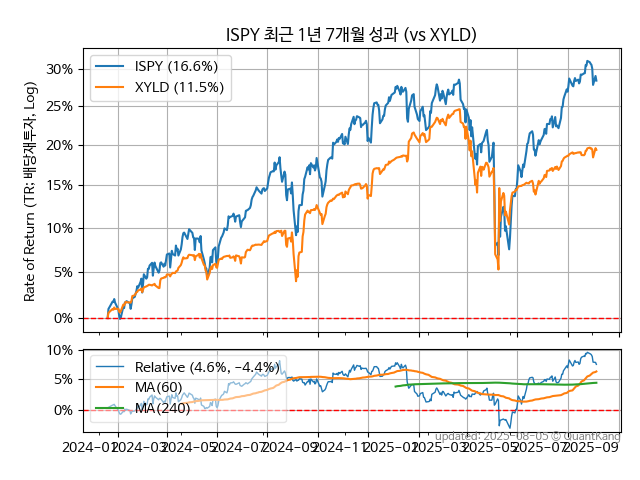 ISPY 최근 1년 7개월 성과 (vs XYLD)
ISPY (16.6%)
XYLD (11.5%)
Rate of Return (TR: 배당재투자, Log)
30%
25%
20%
15%
10%
5%
0%
Relative (4.6%, −4.4%)
MA(60)
MA(240)
10%
5%
0%
updated: 2025-08-05 © QuantKang
2024-01 2024-03 2024-05 2024-07 2024-09 2024-11 2025-01 2025-03 2025-05 2025-07 2025-09